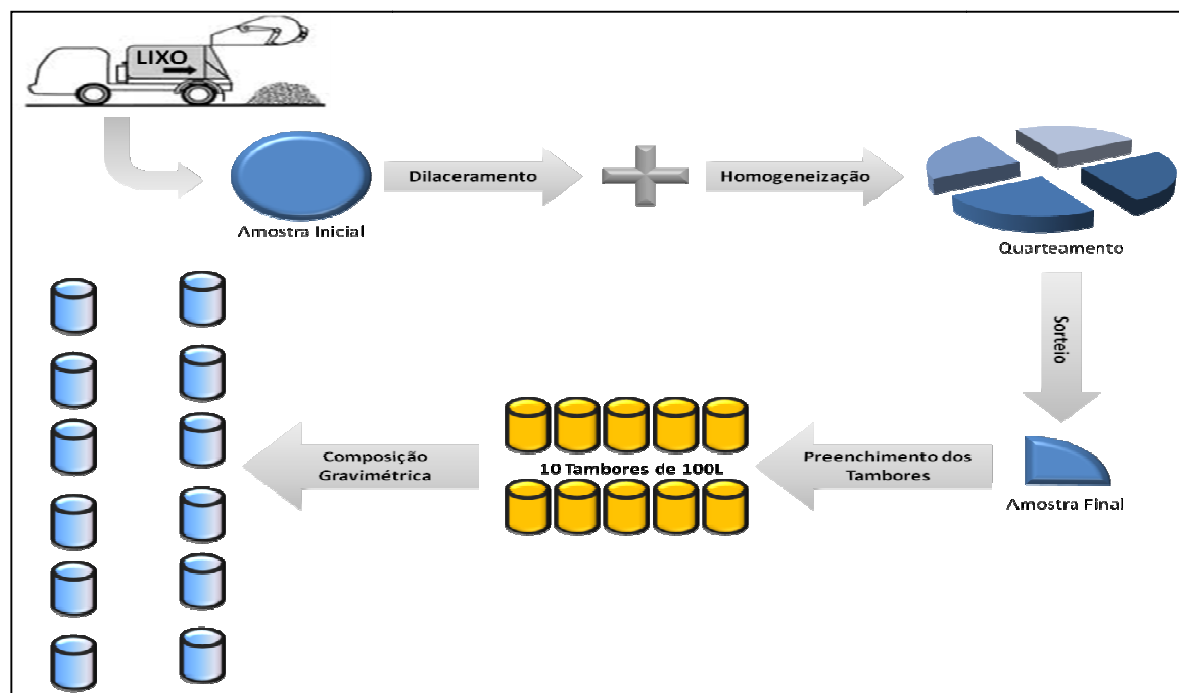 LIXO
Amostra Inicial
Dilaceramento
Homogeneização
Quarteamento
Sorteio
Amostra Final
Preenchimento dos
Tambores
10 Tambores de 100L
Composição
Gravimétrica